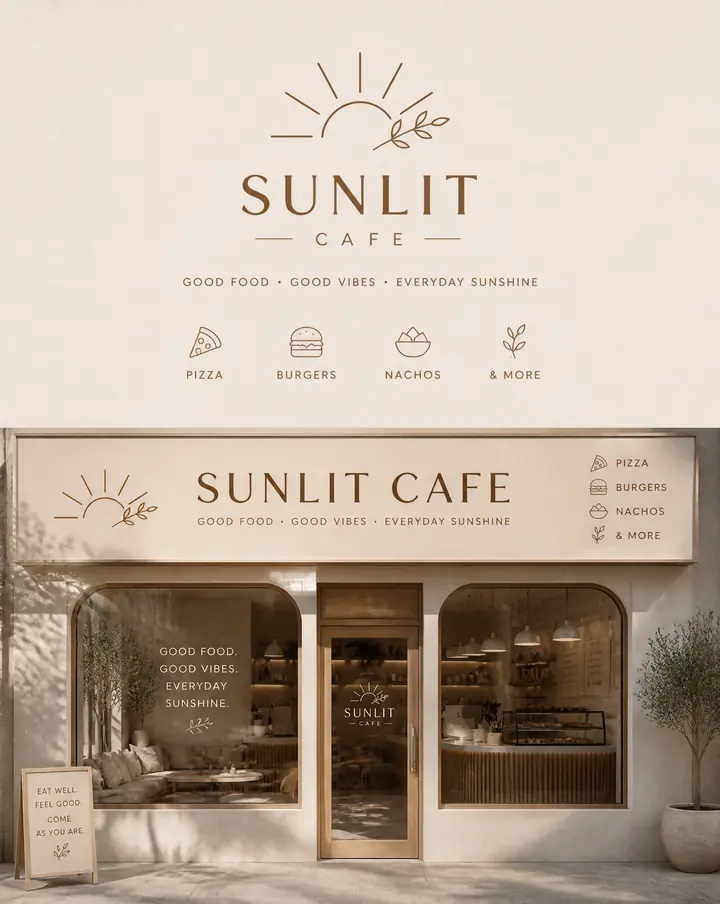 SUNLIT
CAFE
GOOD FOOD • GOOD VIBES • EVERYDAY SUNSHINE
PIZZA
BURGERS
NACHOS
& MORE
SUNLIT CAFE
GOOD FOOD • GOOD VIBES • EVERYDAY SUNSHINE
PIZZA
BURGERS
NACHOS
& MORE
GOOD FOOD.
GOOD VIBES.
EVERYDAY
SUNSHINE.
SUNLIT
CAFE
EAT WELL.
FEEL GOOD.
COME
AS YOU ARE.